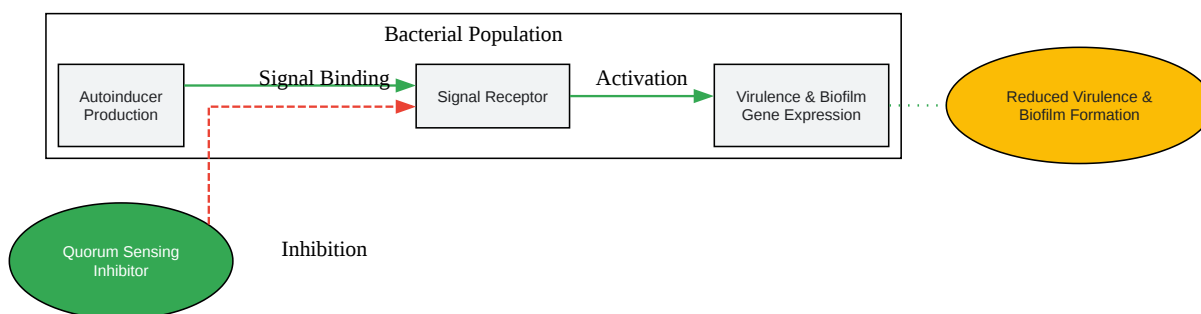 Bacterial Population
Signal Binding
Activation
Autoinducer
Production
Signal Receptor
Virulence & Biofilm
Gene Expression
Reduced Virulence &
Biofilm Formation
Quorum Sensing
Inhibitor
Inhibition